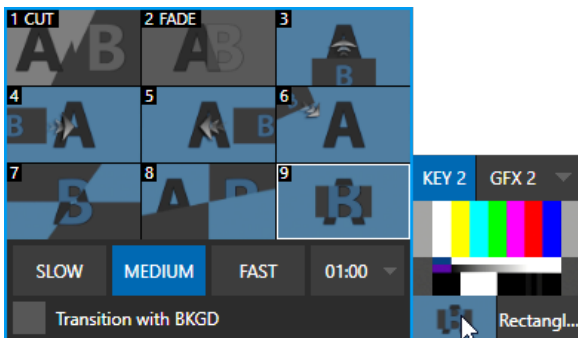 1 CUT
2 FADE
3
A B
AB
A
B
4
5
6
B A
A B
A
7
8
9
B
A B
B
KEY 2 GFX 2
SLOW MEDIUM FAST 01:00
Transition with BKGD
Rectangl...